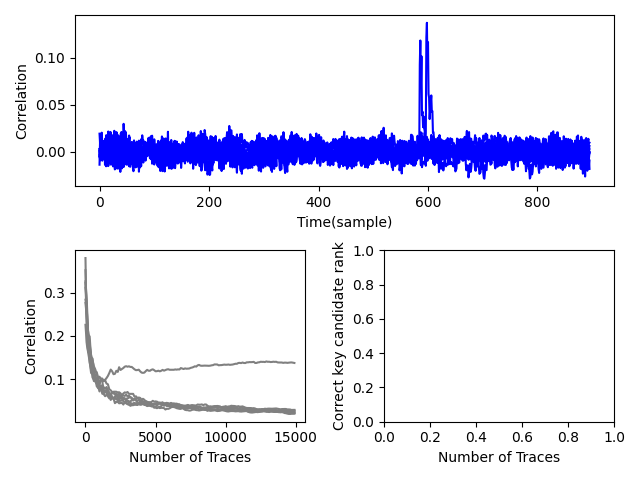 0.10
0.05
0.00
Correlation
0 200 400 600 800
Time(sample)
0.3
0.2
0.1
Correlation
0 5000 10000 15000
Number of Traces
1.0
0.8
0.6
0.4
0.2
0.0
Correct key candidate rank
0.0 0.2 0.4 0.6 0.8 1.0
Number of Traces